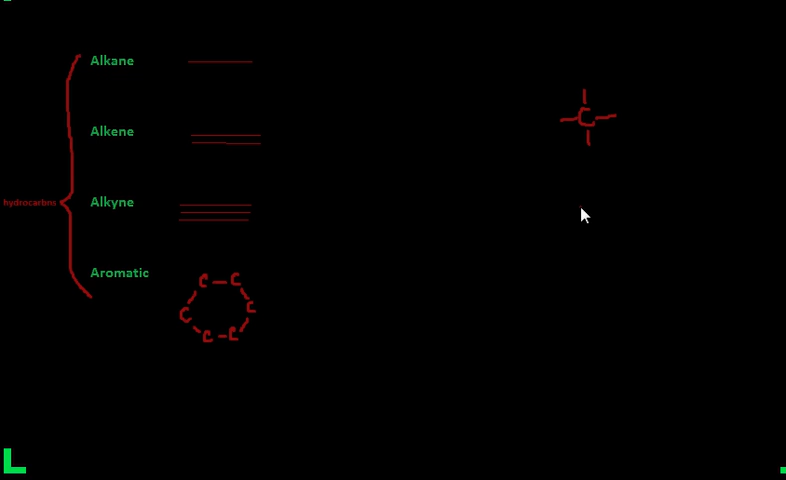 Alkane
Alkene
hydrocarbns
Alkyne
Aromatic
C C
C C
C C
C